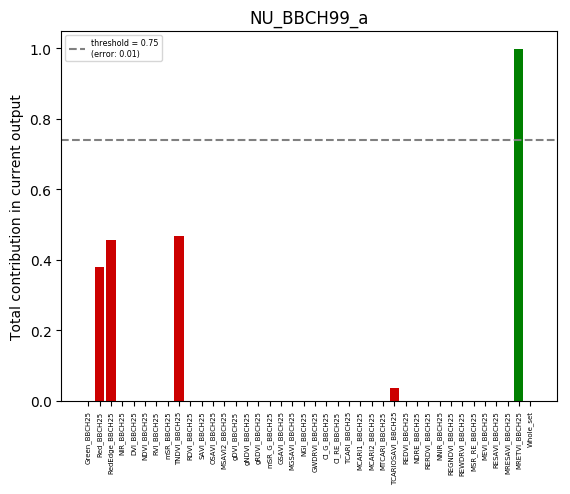 NU_BBCH99_a
threshold = 0.75
(error: 0.01)
Total contribution in current output
1.0
0.8
0.6
0.4
0.2
0.0
Green_BBCH25
Red_BBCH25
RedEdge_BBCH25
NIR_BBCH25
DVI_BBCH25
NDVI_BBCH25
RVI_BBCH25
mSR_BBCH25
TNDVI_BBCH25
RDVI_BBCH25
SAVI_BBCH25
OSAVI_BBCH25
MSAVI2_BBCH25
gDVI_BBCH25
gNDVI_BBCH25
gRDVI_BBCH25
mSR_G_BBCH25
GSAVI_BBCH25
MGSAVI_BBCH25
NGI_BBCH25
GWDRVI_BBCH25
CI_G_BBCH25
CI_RE_BBCH25
TCARI_BBCH25
MCARI1_BBCH25
MCARI2_BBCH25
MTCARI_BBCH25
TCARIOSAVI_BBCH25
REDVI_BBCH25
NDRE_BBCH25
RERDVI_BBCH25
NNIR_BBCH25
REGNDVI_BBCH25
REWDRVI_BBCH25
MSR_RE_BBCH25
MEVI_BBCH25
RESAVI_BBCH25
MRESAVI_BBCH25
MRETVI_BBCH25
Whole_set